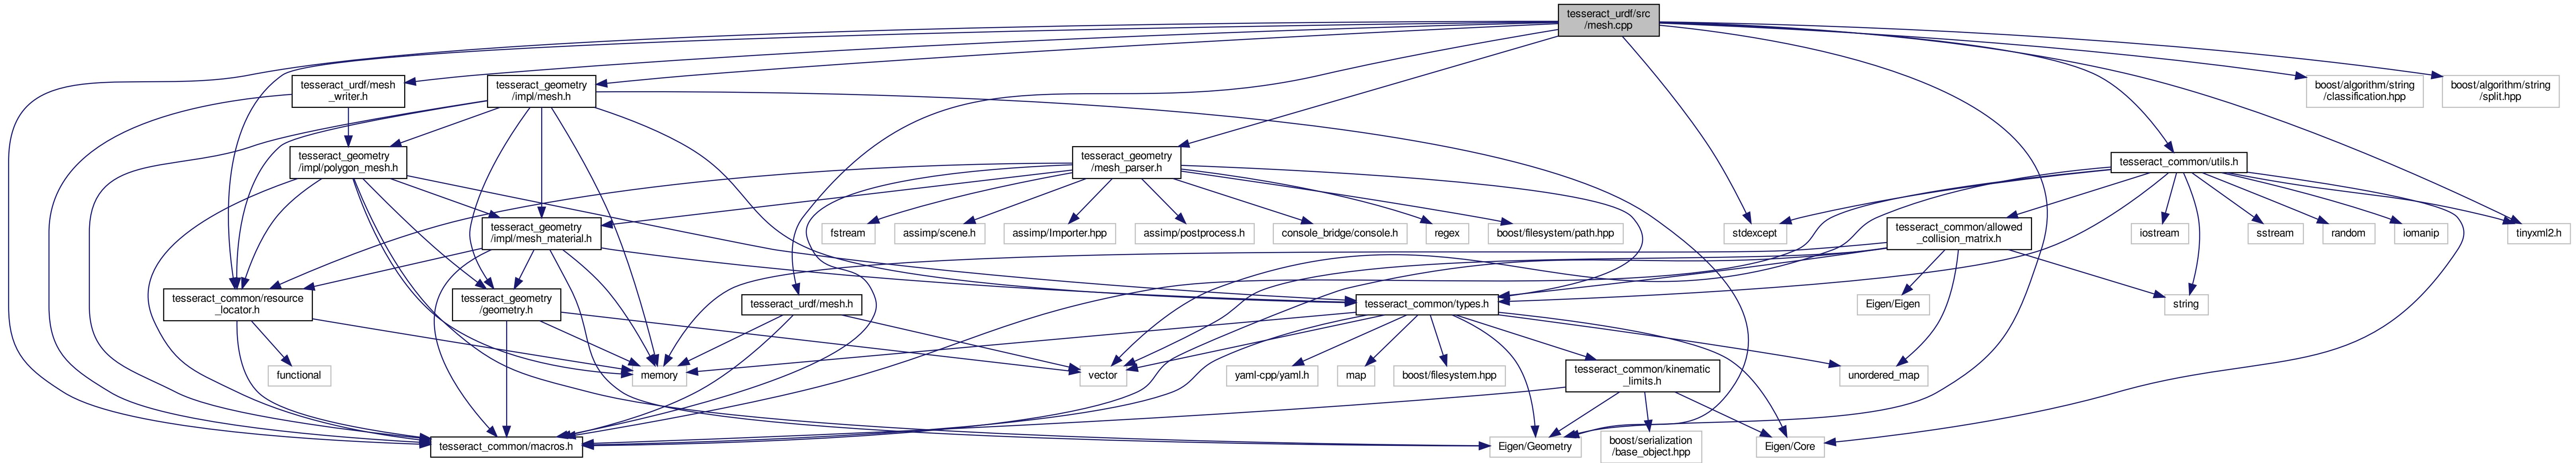 tesseract_urdf/src
/mesh.cpp
tesseract_urdf/mesh
_writer.h
tesseract_geometry
/impl/mesh.h
boost/algorithm/string
/classification.hpp
boost/algorithm/string
/split.hpp
tesseract_geometry
/impl/polygon_mesh.h
tesseract_geometry
/mesh_parser.h
tesseract_common/utils.h
tesseract_geometry
/impl/mesh_material.h
fstream
assimp/scene.h
assimp/Importer.hpp
assimp/postprocess.h
console_bridge/console.h
regex
boost/filesystem/path.hpp
stdexcept
tesseract_common/allowed
_collision_matrix.h
iostream
sstream
random
iomanip
tinyxml2.h
tesseract_common/resource
_locator.h
tesseract_geometry
/geometry.h
tesseract_urdf/mesh.h
tesseract_common/types.h
Eigen/Eigen
string
functional
memory
vector
yaml-cpp/yaml.h
map
boost/filesystem.hpp
tesseract_common/kinematic
_limits.h
unordered_map
tesseract_common/macros.h
Eigen/Geometry
boost/serialization
/base_object.hpp
Eigen/Core